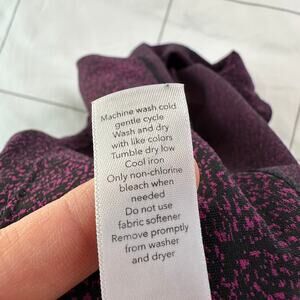 Machine wash cold
gentle cycle
Wash and dry
with like colors
Tumble dry low
Cool iron
Only non-chlorine
bleach when
needed
Do not use
fabric softener
Remove promptly
from washer
and dryer